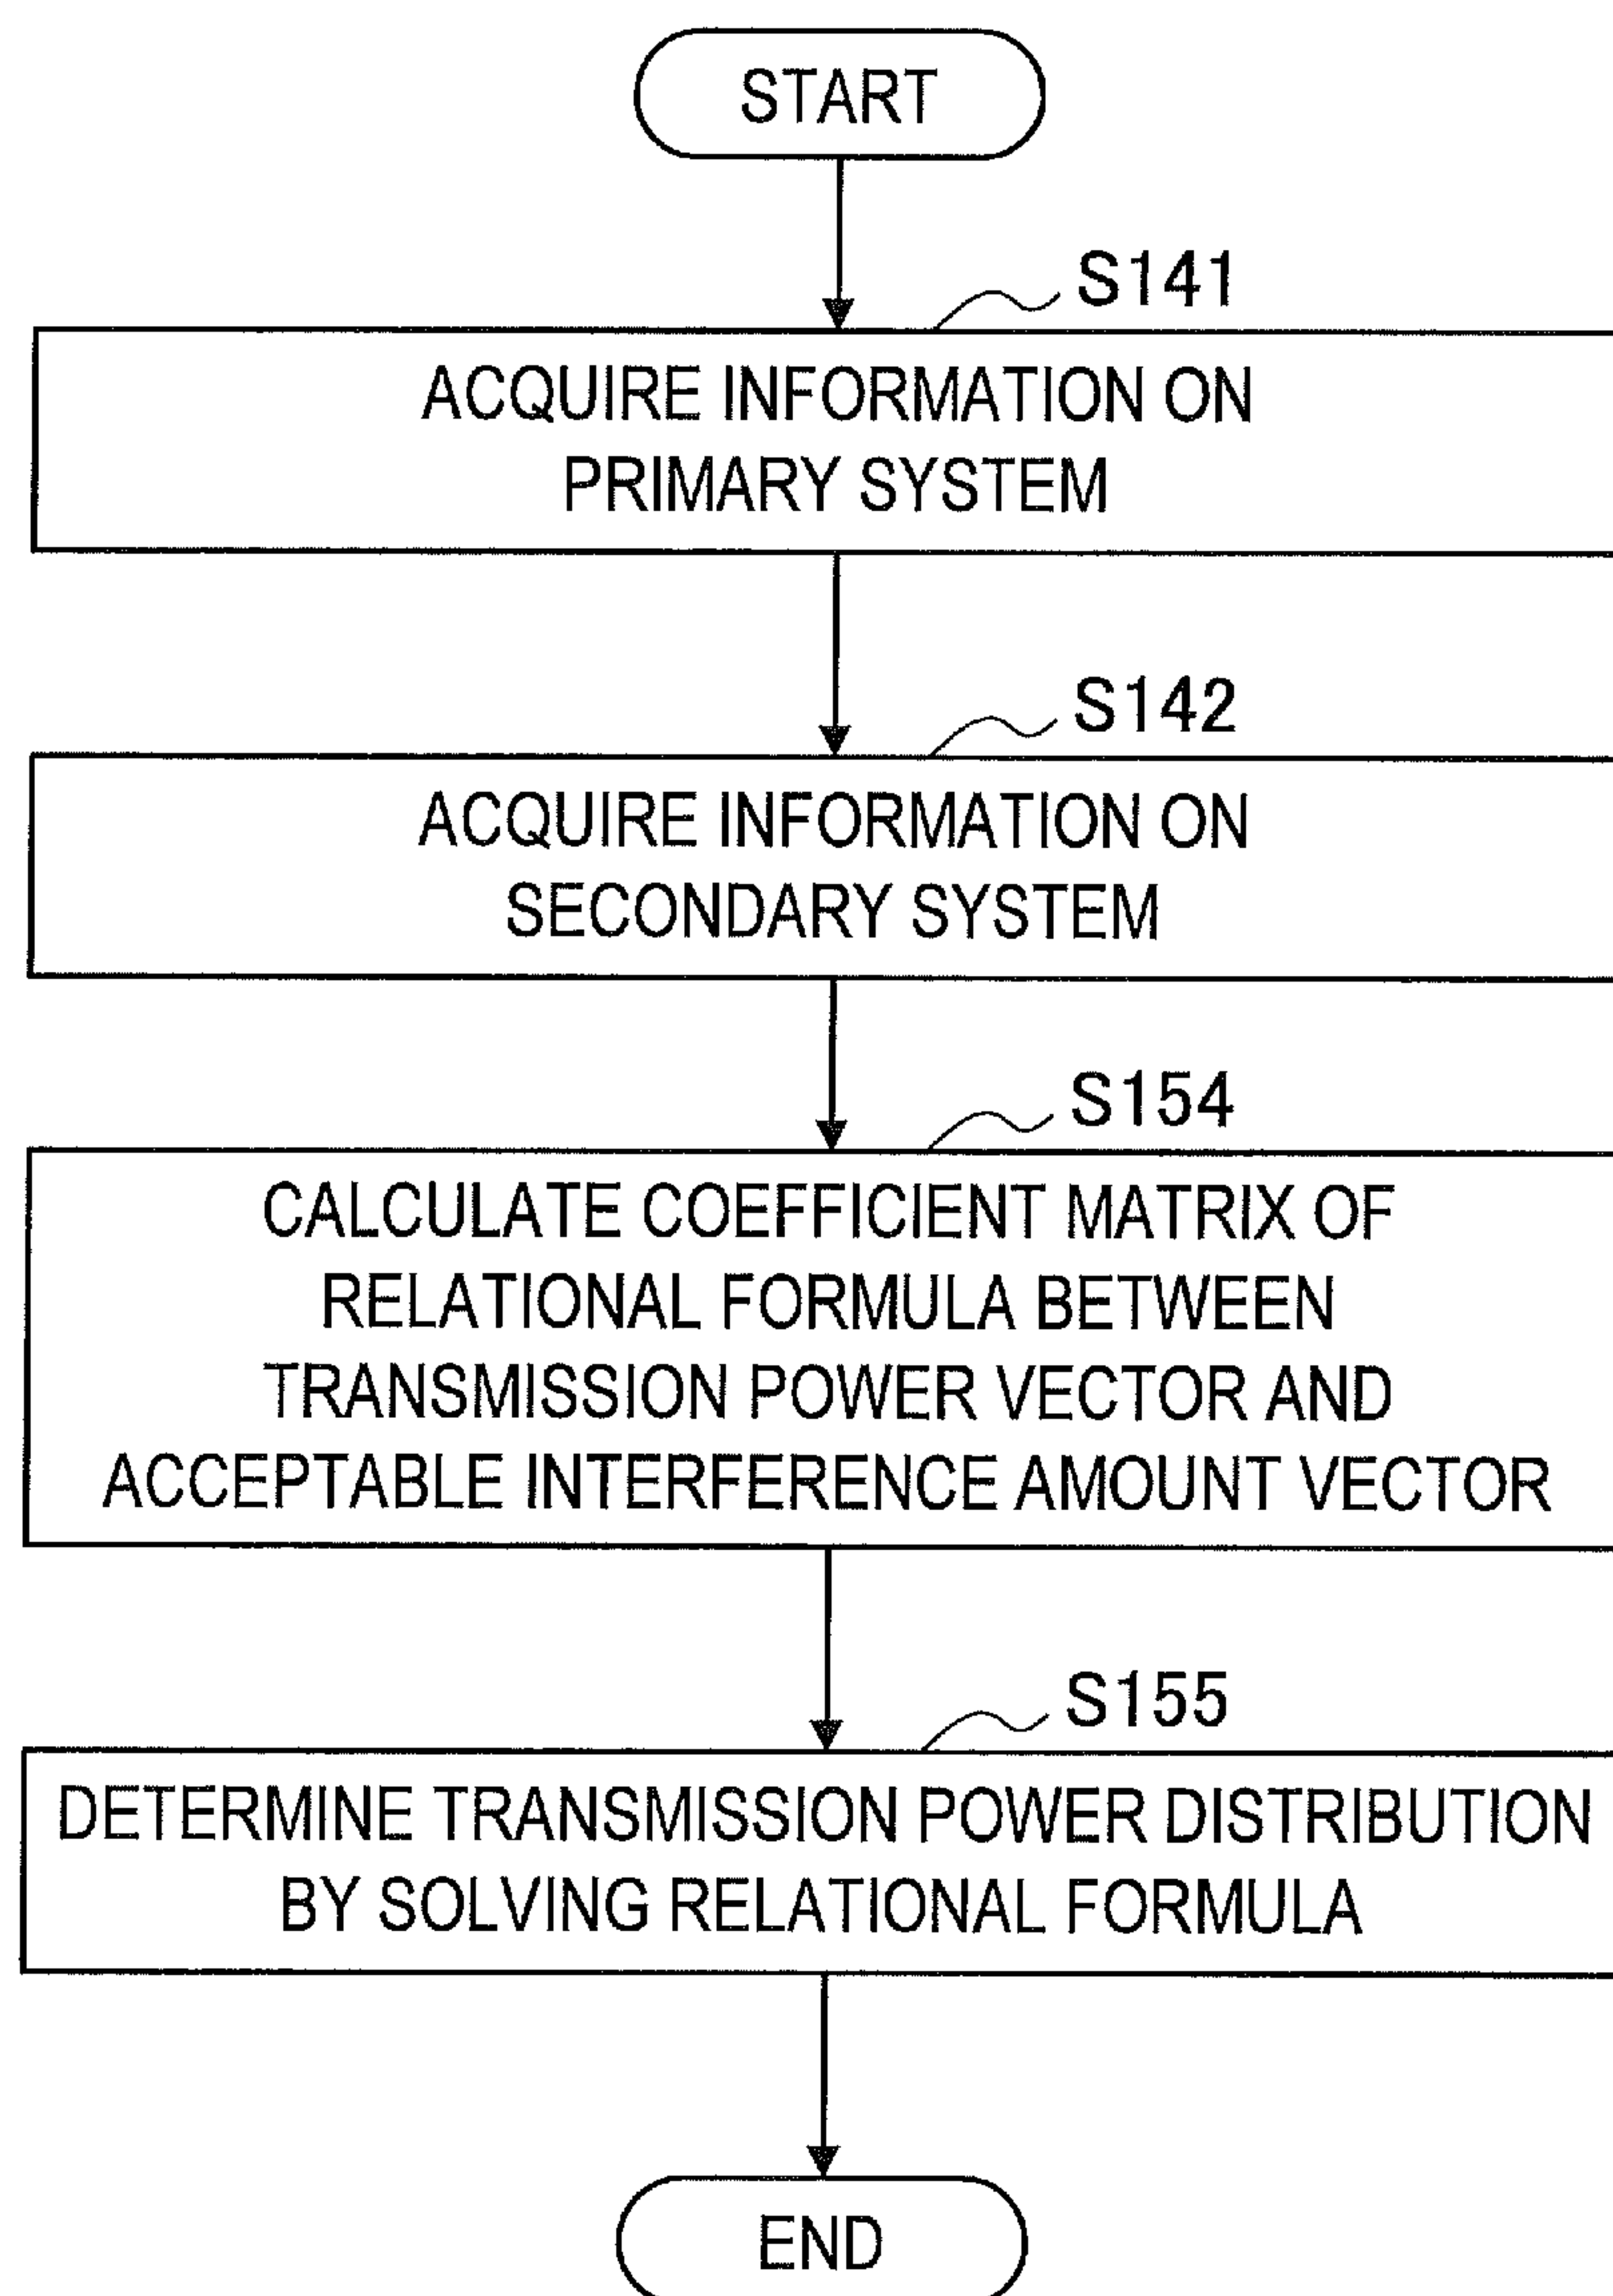 START
S141
ACQUIRE INFORMATION ON
PRIMARY SYSTEM
S142
ACQUIRE INFORMATION ON
SECONDARY SYSTEM
S154
CALCULATE COEFFICIENT MATRIX OF
RELATIONAL FORMULA BETWEEN
TRANSMISSION POWER VECTOR AND
ACCEPTABLE INTERFERENCE AMOUNT VECTOR
S155
DETERMINE TRANSMISSION POWER DISTRIBUTION
BY SOLVING RELATIONAL FORMULA
END